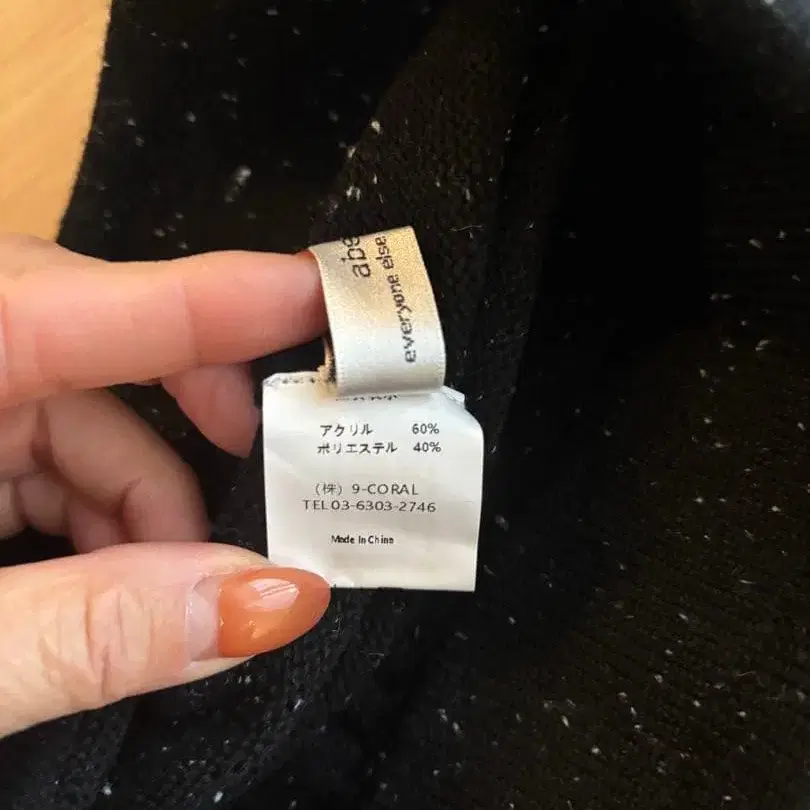 everyone else
アクリル 60%
ポリエステル 40%
(株) 9-CORAL
TEL03-6303-2746
Made In China